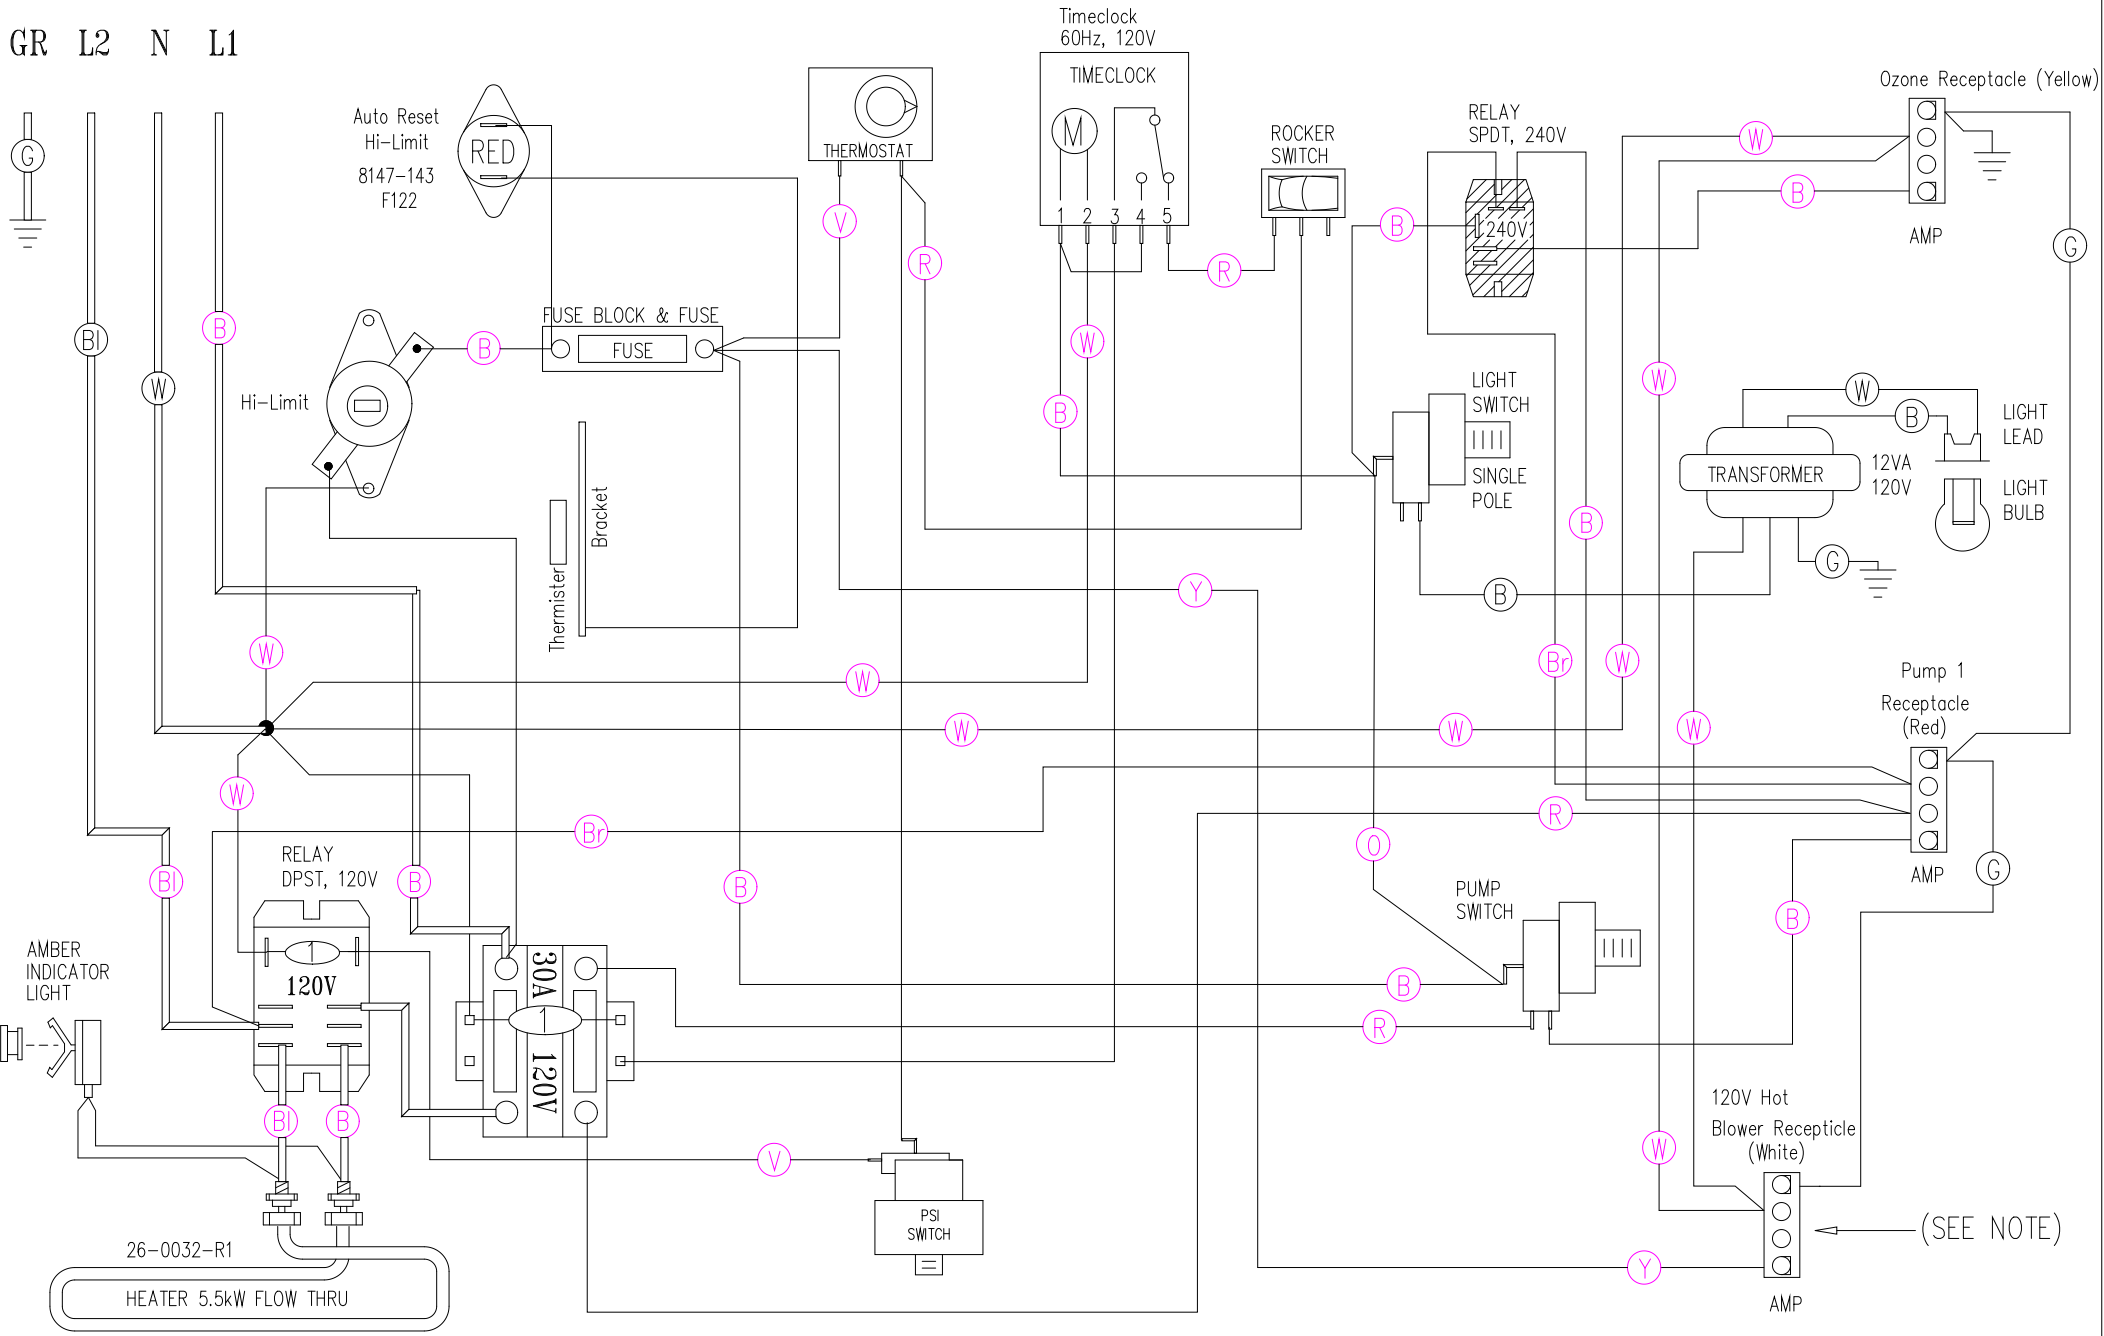 GR L2 N L1
Timeclock
60Hz, 120V
TIMECLOCK
M
1 2 3 4 5
Auto Reset
Hi-Limit
8147-143
F122
RED
THERMOSTAT
ROCKER
SWITCH
RELAY
SPDT, 240V
240V
Ozone Receptacle (Yellow)
AMP
G
W
B
B
G
V
R
B
R
Bl
B
W
FUSE BLOCK & FUSE
FUSE
B
W
B
W
Hi-Limit
LIGHT
SWITCH
SINGLE
POLE
W
B
LIGHT
LEAD
TRANSFORMER
12VA
120V
LIGHT
BULB
G
B
B
Thermister
Bracket
Y
W
W
W
W
Br
W
W
W
Pump 1
Receptacle
(Red)
AMP
G
W
Br
R
O
B
RELAY
DPST, 120V
Bl
B
B
1
120V
30A
1
120V
AMBER
INDICATOR
LIGHT
PUMP
SWITCH
B
R
Bl
B
V
PSI
SWITCH
120V Hot
Blower Recepticle
(White)
W
(SEE NOTE)
Y
AMP
26-0032-R1
HEATER 5.5kW FLOW THRU